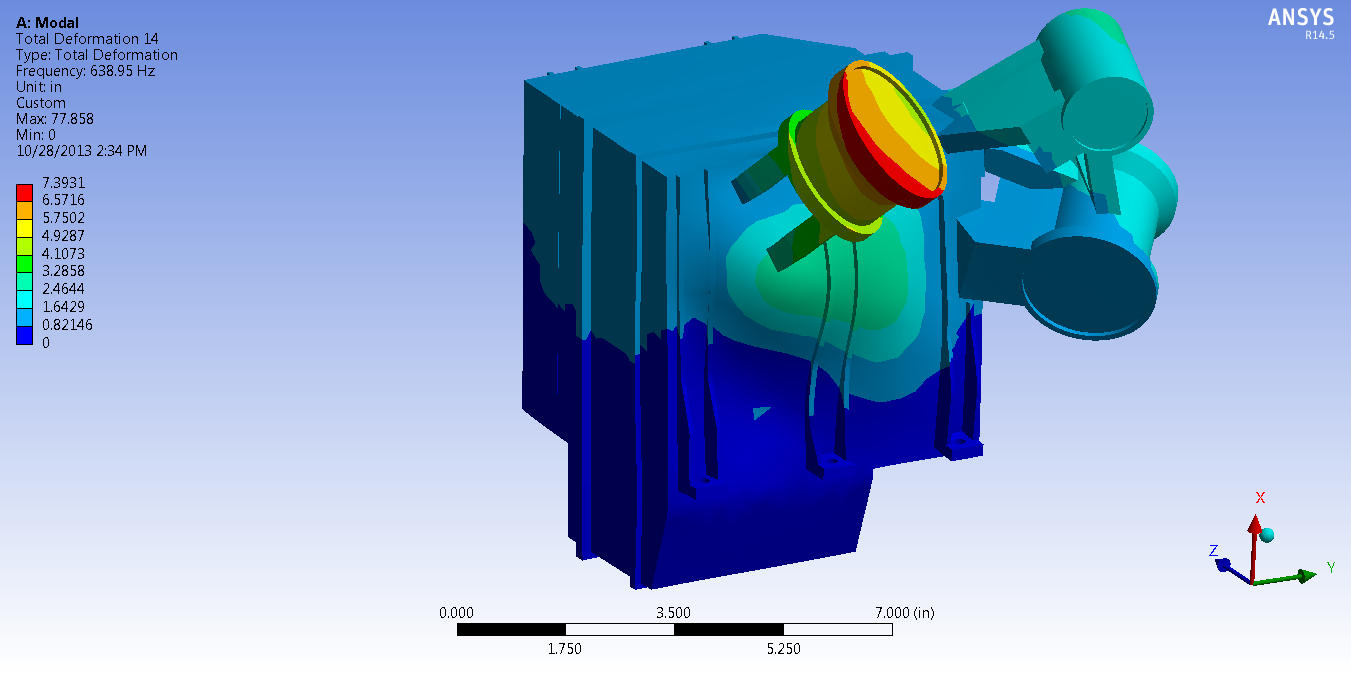 A: Modal
Total Deformation 14
Type: Total Deformation
Frequency: 638.95 Hz
Unit: in
Custom
Max: 77.858
Min: 0
10/28/2013 2:34 PM
7.3931
6.5716
5.7502
4.9287
4.1073
3.2858
2.4644
1.6429
0.82146
0
ANSYS
R14.5
X
Z
Y
0.000 3.500 7.000 (in)
1.750 5.250